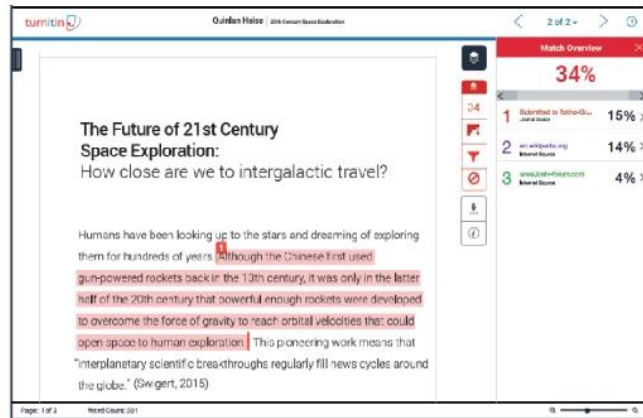 turnitin
Quinlan Haise | 20th Century Space Exploration
2 of 2
Match Overview
34%
1 Submitted to 15%
2 en.wikipedia.org 14%
Internet Source
3 4%
Internet Source
34
The Future of 21st Century
Space Exploration:
How close are we to intergalactic travel?
Humans have been looking up to the stars and dreaming of exploring
them for hundreds of years. 1 Although the Chinese first used
gun-powered rockets back in the 13th century, it was only in the latter
half of the 20th century that powerful enough rockets were developed
to overcome the force of gravity to reach orbital velocities that could
open space to human exploration. This pioneering work means that
"interplanetary scientific breakthroughs regularly fill news cycles around
the globe." (Swigert, 2015)
Page: 1 of 3 Word Count: